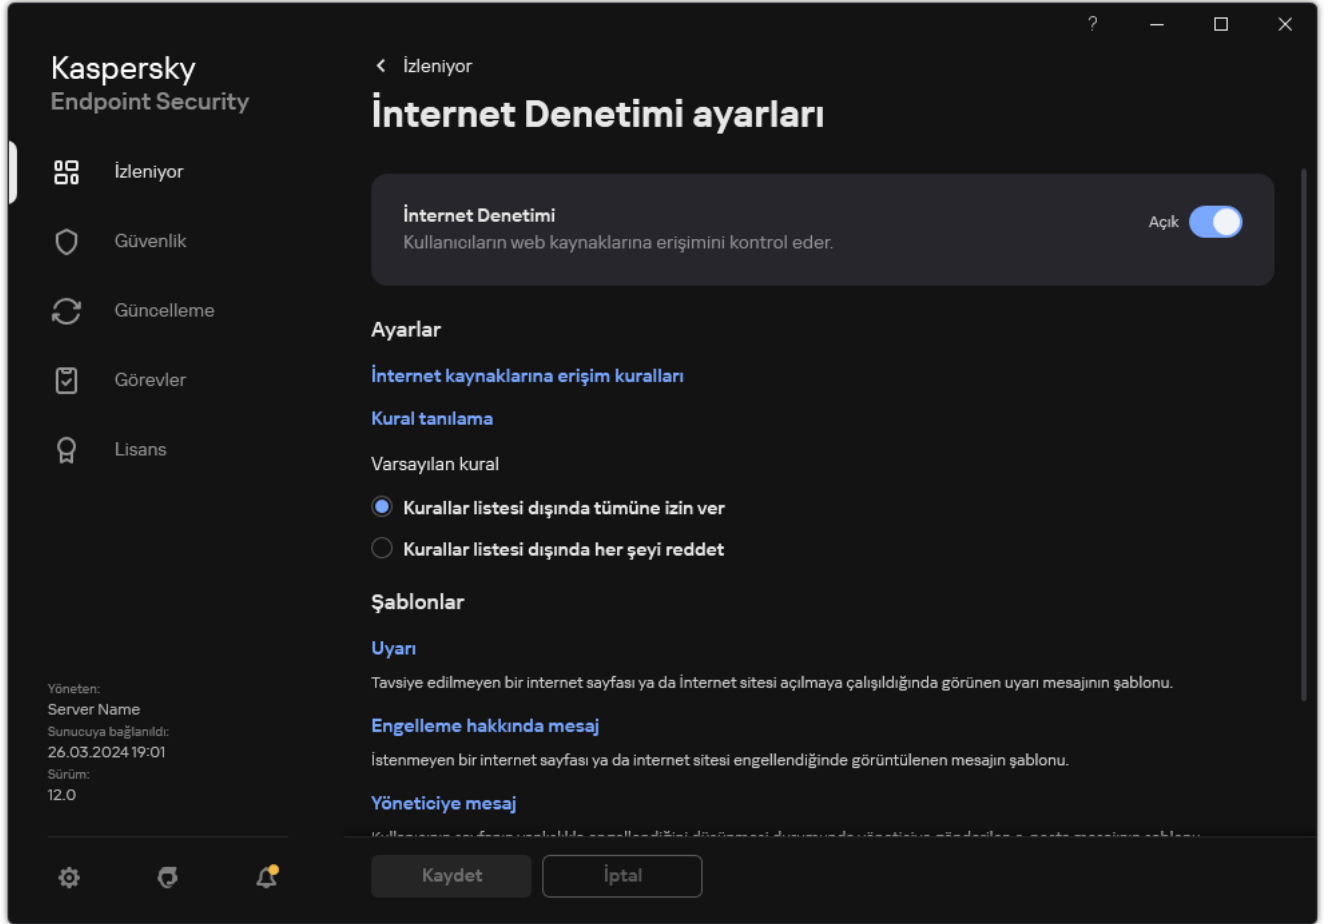 ?
Kaspersky
Endpoint Security
İzleniyor
Güvenlik
Güncelleme
Görevler
Lisans
Yöneten:
Server Name
Sunucuya bağlanıldı:
26.03.2024 19:01
Sürüm:
12.0
İzleniyor
İnternet Denetimi ayarları
İnternet Denetimi
Kullanıcıların web kaynaklarına erişimini kontrol eder.
Açık
Ayarlar
İnternet kaynaklarına erişim kuralları
Kural tanılama
Varsayılan kural
Kurallar listesi dışında tümüne izin ver
Kurallar listesi dışında her şeyi reddet
Şablonlar
Uyarı
Tavsiye edilmeyen bir internet sayfası ya da İnternet sitesi açılmaya çalışıldığında görünen uyarı mesajının şablonu.
Engelleme hakkında mesaj
İstenmeyen bir internet sayfası ya da internet sitesi engellendiğinde görüntülenen mesajın şablonu.
Yöneticiye mesaj
Kaydet
İptal